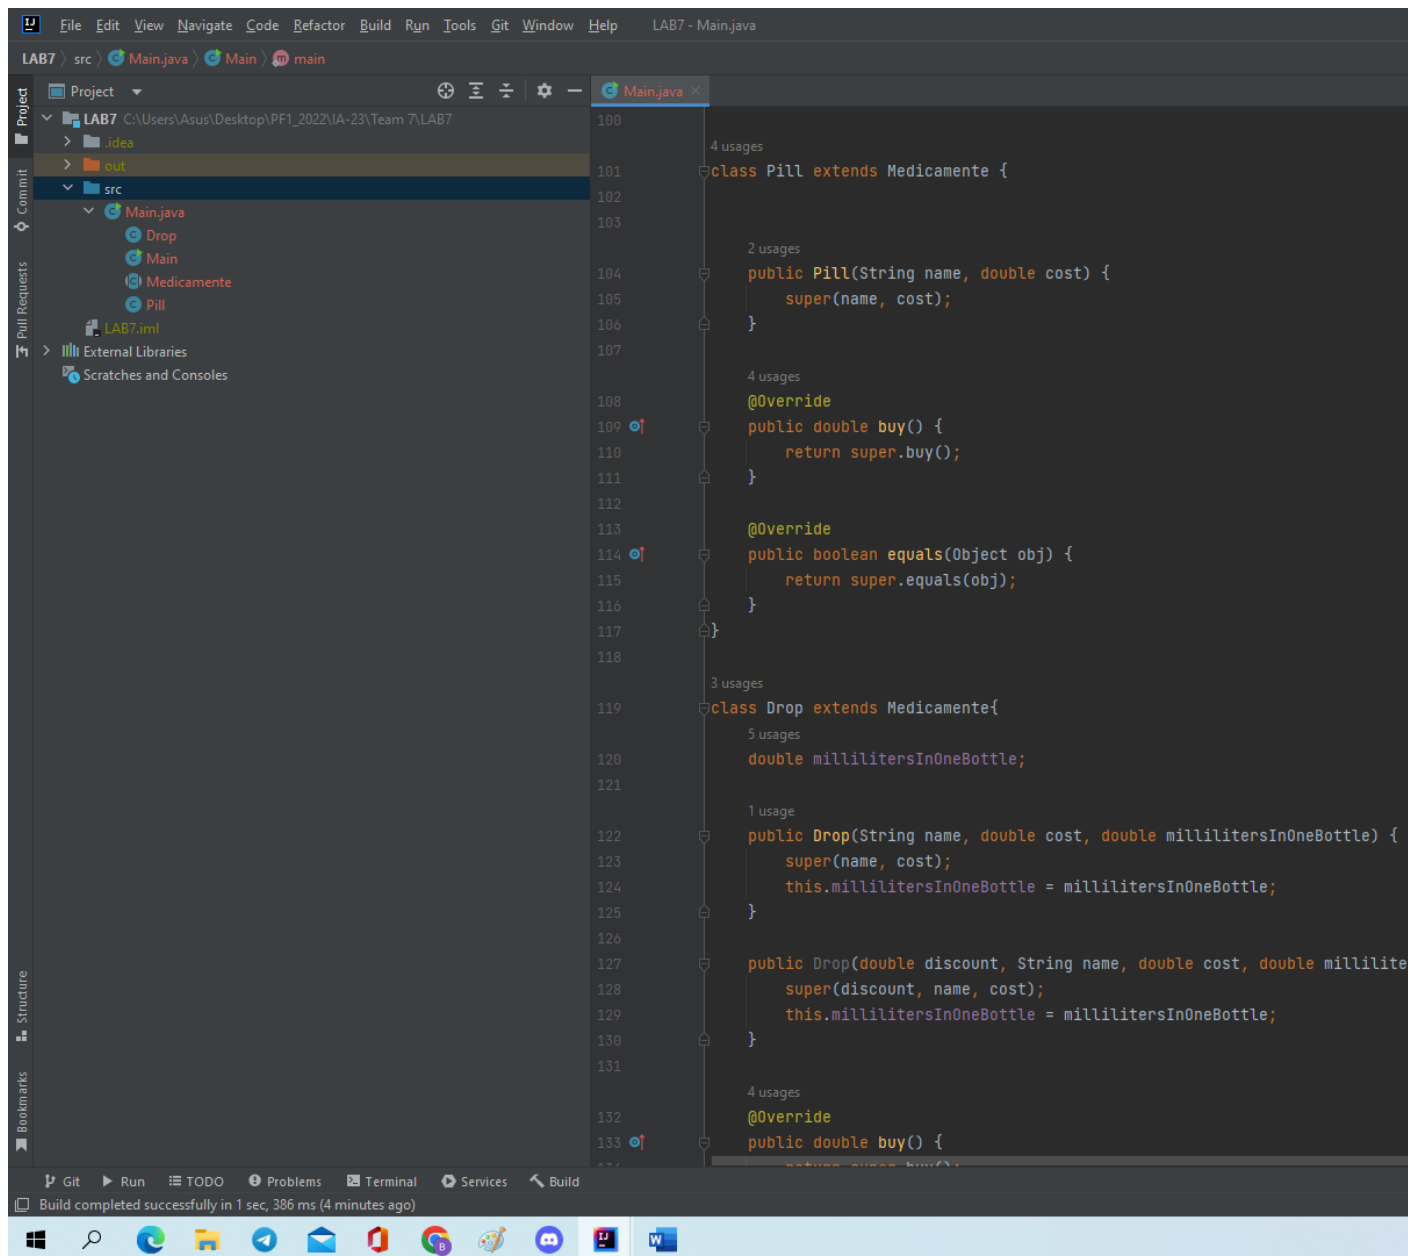 File Edit View Navigate Code Refactor Build Run Tools Git Window Help LAB7 - Main.java
LAB7 src Main.java Main main
Project
Main.java
LAB7 C:\Users\Asus\Desktop\PF1_2022\IA-23\Team 7\LAB7
.idea
out
src
Main.java
Drop
Main
Medicamente
Pill
LAB7.iml
External Libraries
Scratches and Consoles
Project
Commit
Pull Requests
Structure
Bookmarks
100
4 usages
101 class Pill extends Medicamente {
102
103
2 usages
104 public Pill(String name, double cost) {
105 super(name, cost);
106 }
107
4 usages
108 @Override
109 public double buy() {
110 return super.buy();
111 }
112
113 @Override
114 public boolean equals(Object obj) {
115 return super.equals(obj);
116 }
117 }
118
3 usages
119 class Drop extends Medicamente{
5 usages
120 double millilitersInOneBottle;
121
1 usage
122 public Drop(String name, double cost, double millilitersInOneBottle) {
123 super(name, cost);
124 this.millilitersInOneBottle = millilitersInOneBottle;
125 }
126
127 public Drop(double discount, String name, double cost, double millilite
128 super(discount, name, cost);
129 this.millilitersInOneBottle = millilitersInOneBottle;
130 }
131
4 usages
132 @Override
133 public double buy() {
Git Run TODO Problems Terminal Services Build
Build completed successfully in 1 sec, 386 ms (4 minutes ago)